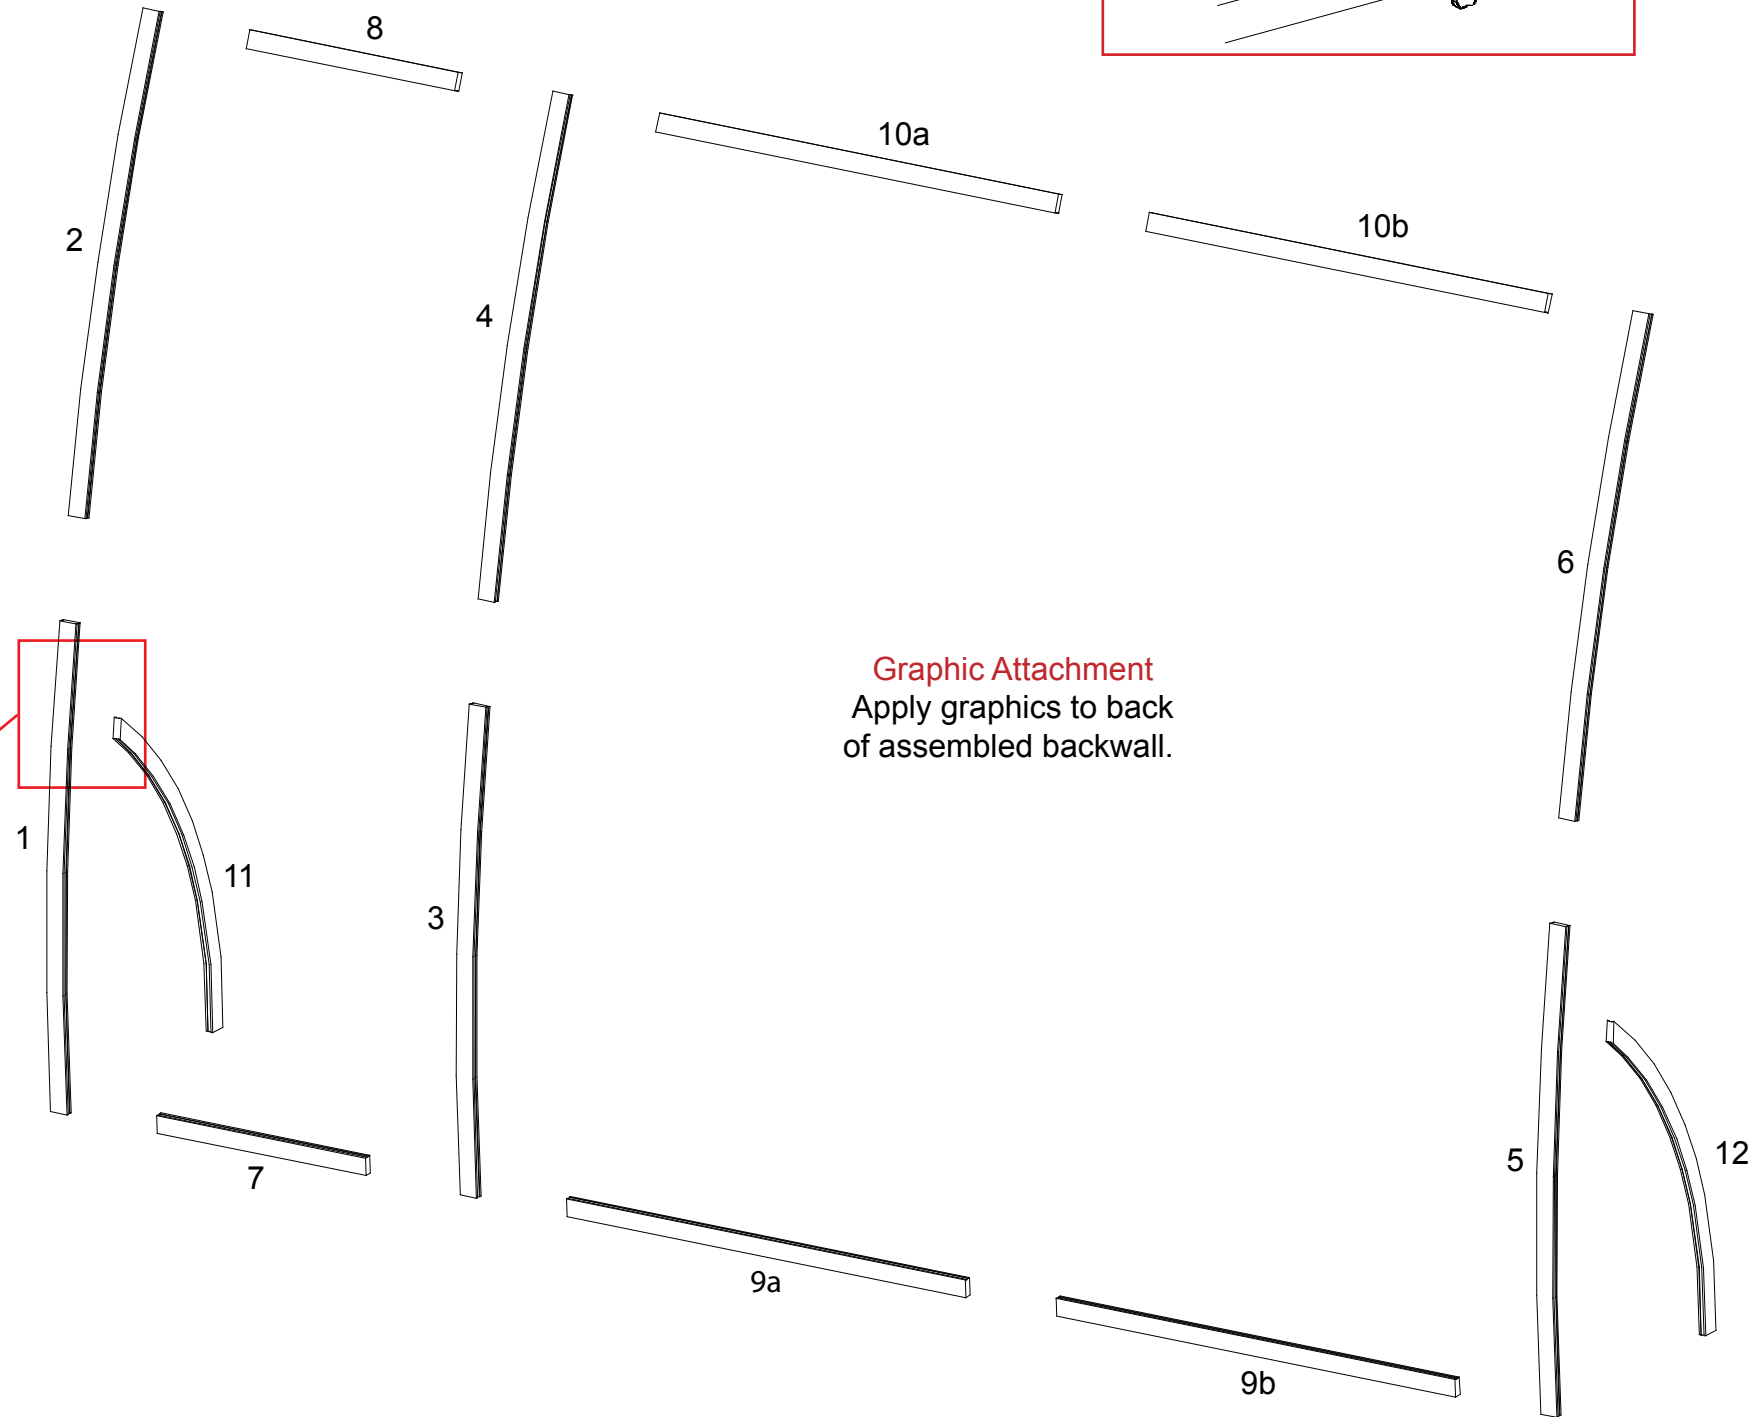 8
10a
10b
2
4
6
Graphic Attachment
Apply graphics to back
of assembled backwall.
1
11
3
5
12
7
9a
9b